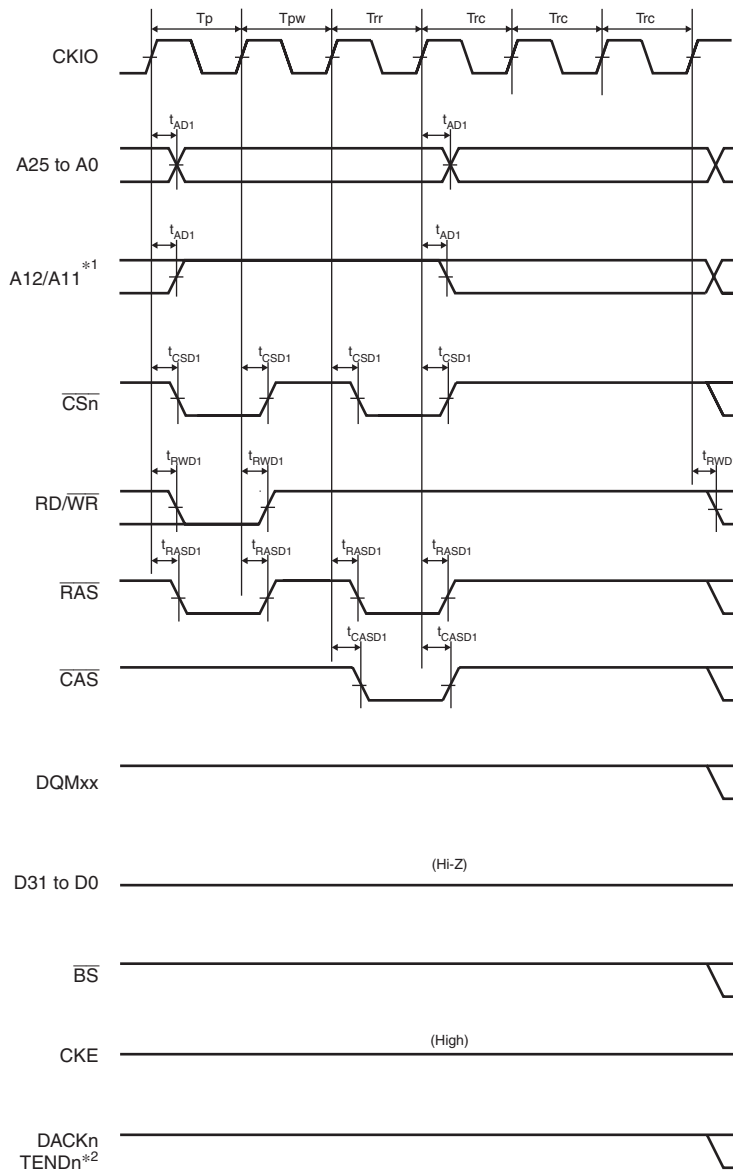 Tp Tpw Trr Trc Trc Trc
CKIO
tAD1 tAD1
A25 to A0
tAD1 tAD1
A12/A11*1
tCSD1 tCSD1 tCSD1 tCSD1
CSn
tRWD1 tRWD1 tRWD
RD/WR
tRASD1 tRASD1 tRASD1 tRASD1
RAS
tCASD1 tCASD1
CAS
DQMxx
(Hi-Z)
D31 to D0
BS
(High)
CKE
DACKn
TENDn*2